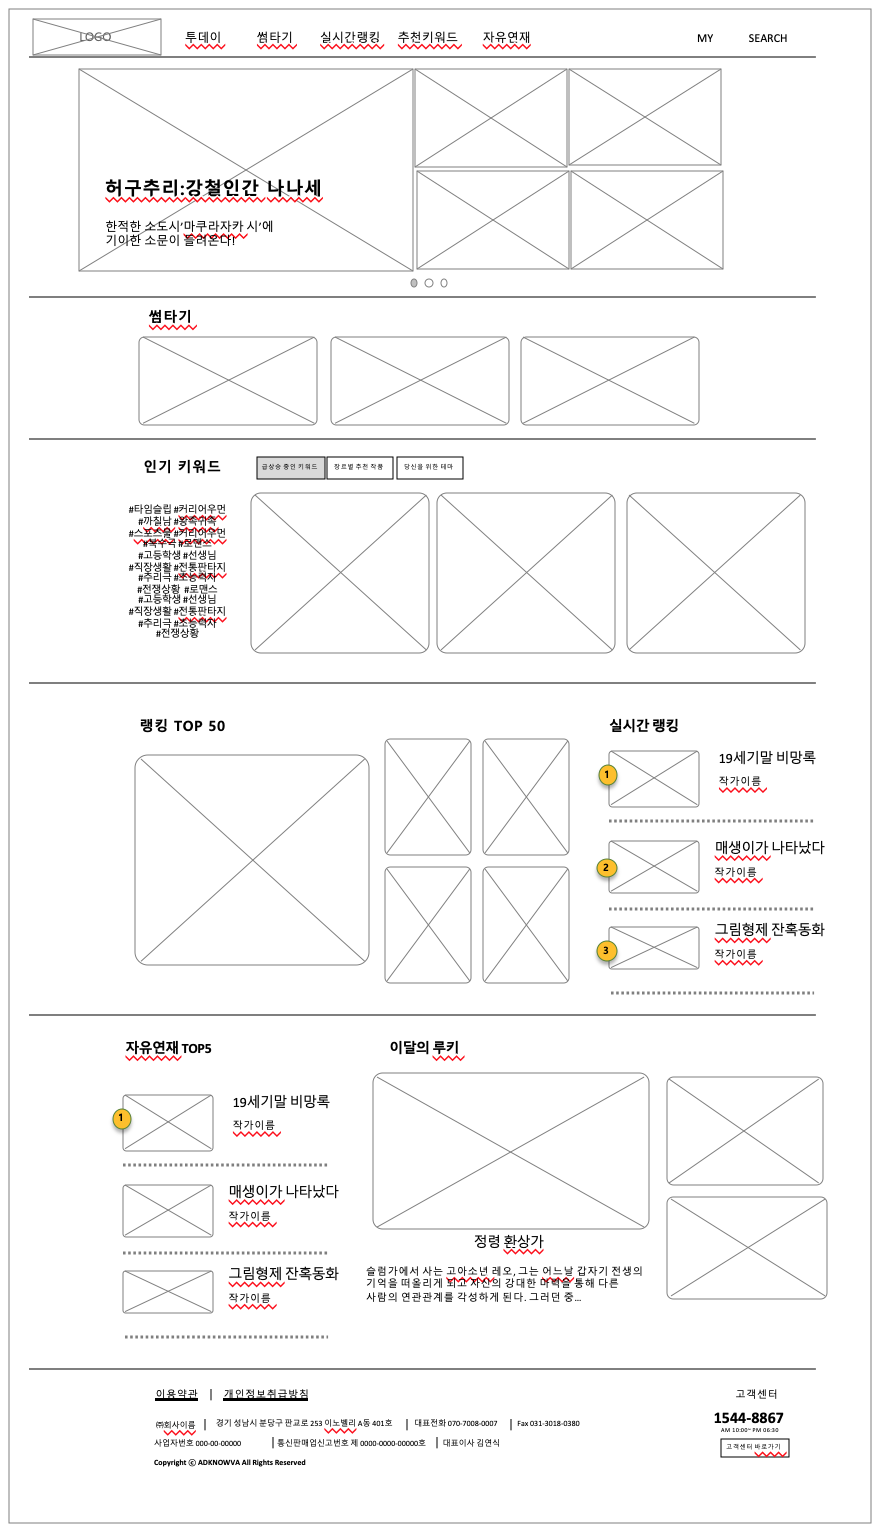 LOGO 투데이 썸타기 실시간랭킹 추천키워드 자유연재 MY SEARCH
허구추리:강철인간 나나세
한적한 소도시'마쿠라자카 시'에
기이한 소문이 들려온다!
썸타기
인기 키워드 급상승 중인 키워드 장르별 추천 작품 당신을 위한 테마
#타임슬립 #커리어우먼
#까칠남 #왕족귀족
#스포츠물 #커리어우먼
#복수극 #로맨스
#고등학생 #선생님
#직장생활 #전통판타지
#추리극 #초능력자
#전쟁상황 #로맨스
#고등학생 #선생님
#직장생활 #전통판타지
#추리극 #초능력자
#전쟁상황
랭킹 TOP 50
실시간 랭킹
1 19세기말 비망록
작가이름
2 매생이가 나타났다
작가이름
3 그림형제 잔혹동화
작가이름
자유연재 TOP5
1 19세기말 비망록
작가이름
매생이가 나타났다
작가이름
그림형제 잔혹동화
작가이름
이달의 루키
정령 환상가
슬럼가에서 사는 고아소년 레오, 그는 어느날 갑자기 전생의
기억을 떠올리게 되고 자신의 강대한 마력을 통해 다른
사람의 연관관계를 각성하게 된다. 그러던 중...
이용약관 | 개인정보취급방침
㈜회사이름 | 경기 성남시 분당구 판교로 253 이노밸리 A동 401호 | 대표전화 070-7008-0007 | Fax 031-3018-0380
사업자번호 000-00-00000 | 통신판매업신고번호 제 0000-0000-00000호 | 대표이사 김연식
Copyright ⓒ ADKNOWVA All Rights Reserved
고객센터
1544-8867
AM 10:00~ PM 06:30
고객센터 바로가기